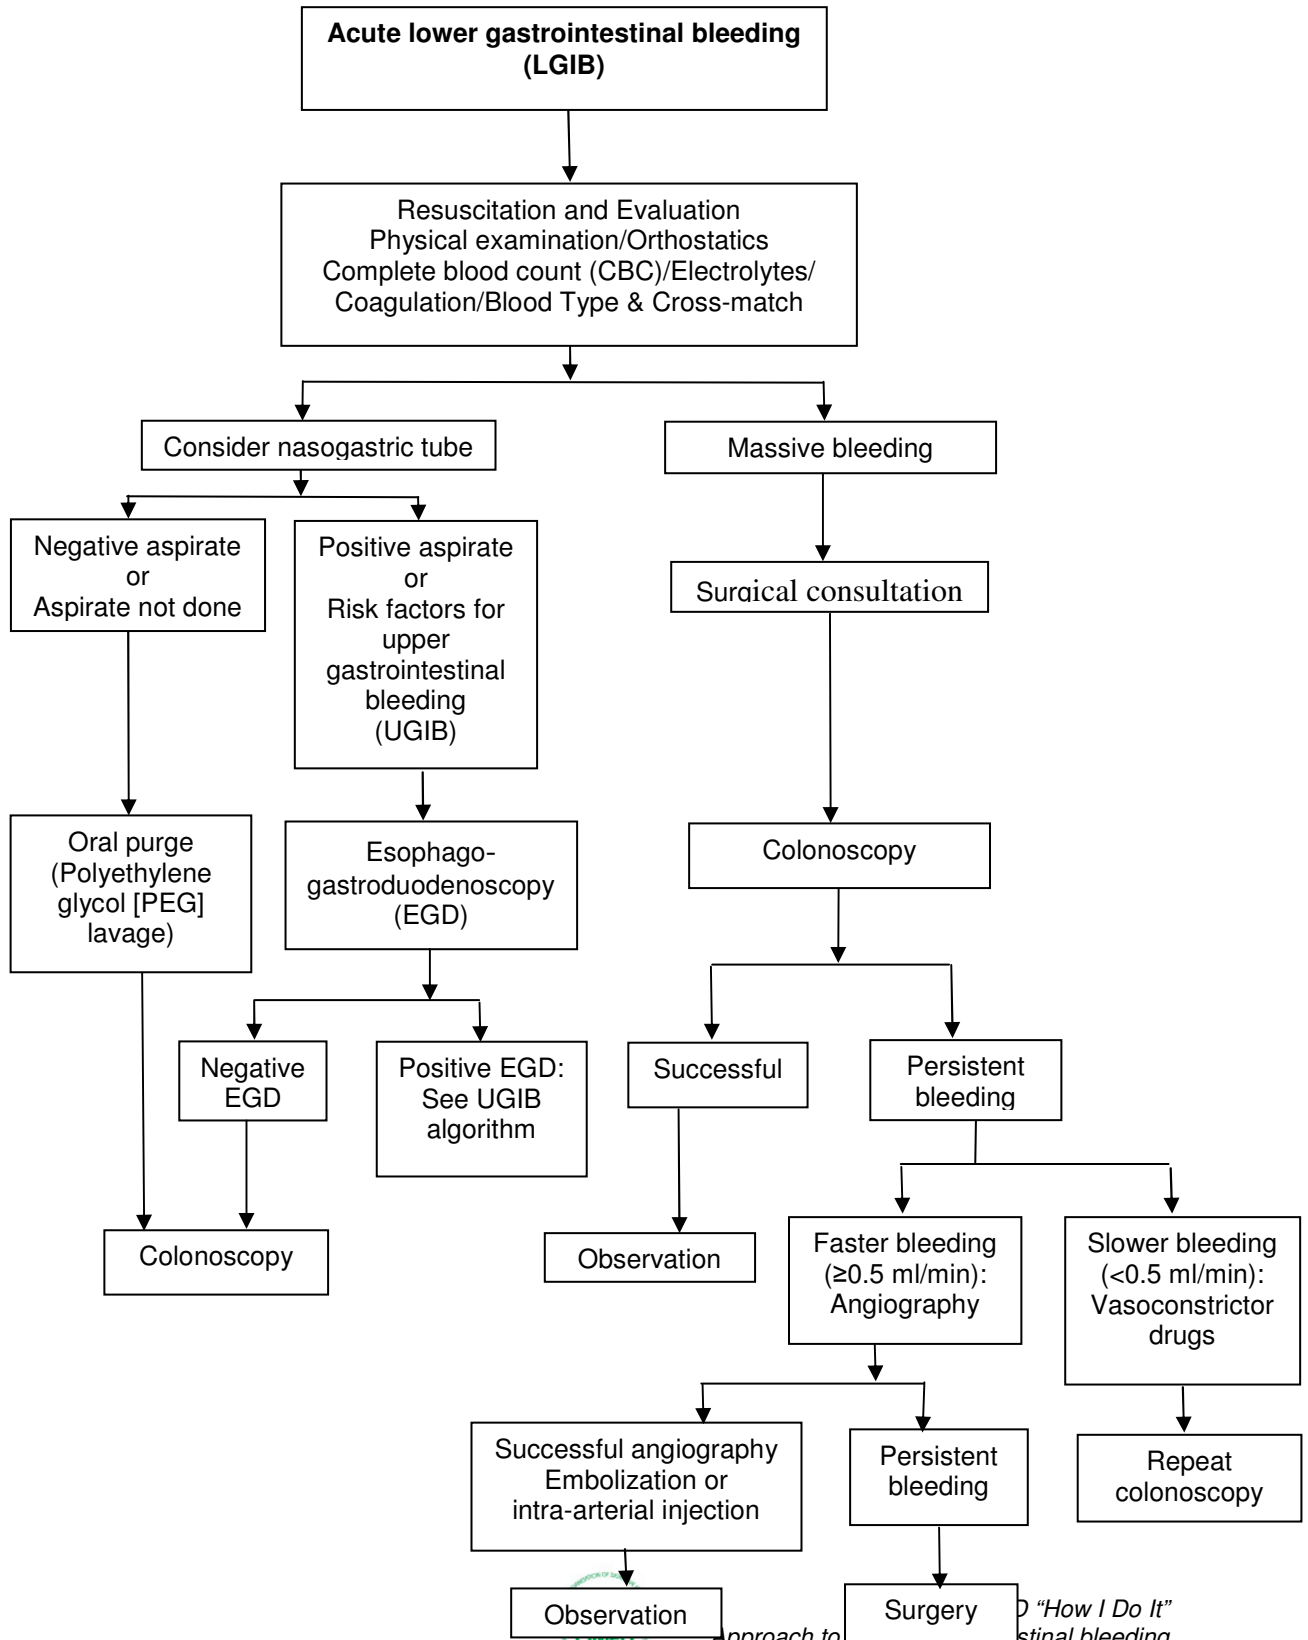 Acute lower gastrointestinal bleeding
(LGIB)
Resuscitation and Evaluation
Physical examination/Orthostatics
Complete blood count (CBC)/Electrolytes/
Coagulation/Blood Type & Cross-match
Consider nasogastric tube
Massive bleeding
Negative aspirate
or
Aspirate not done
Positive aspirate
or
Risk factors for
upper
gastrointestinal
bleeding
(UGIB)
Surgical consultation
Oral purge
(Polyethylene
glycol [PEG]
lavage)
Esophago-
gastroduodenoscopy
(EGD)
Colonoscopy
Negative
EGD
Positive EGD:
See UGIB
algorithm
Successful
Persistent
bleeding
Colonoscopy
Observation
Faster bleeding
(≥0.5 ml/min):
Angiography
Slower bleeding
(<0.5 ml/min):
Vasoconstrictor
drugs
Successful angiography
Embolization or
intra-arterial injection
Persistent
bleeding
Repeat
colonoscopy
Observation
Surgery
"How I Do It"
to bleeding